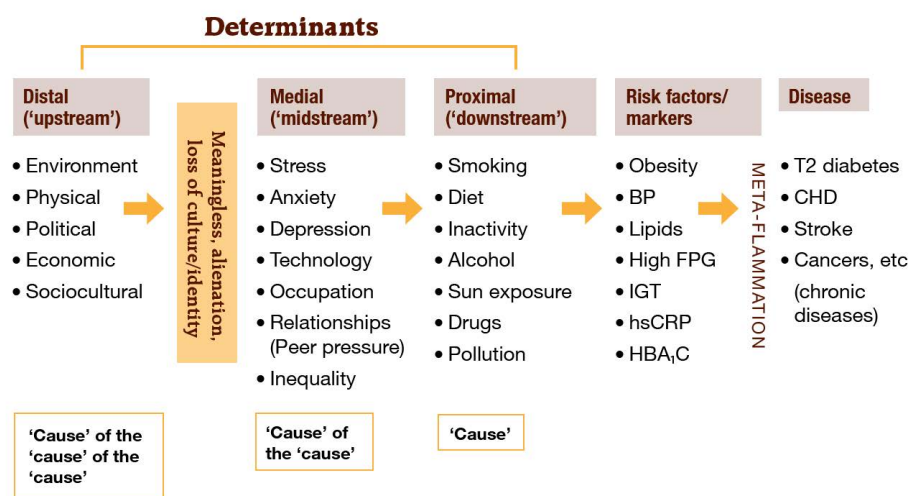 Determinants
Distal
(‘upstream’)
• Environment
• Physical
• Political
• Economic
• Sociocultural
‘Cause’ of the
‘cause’ of the
‘cause’
Meaningless, alienation,
loss of culture/identity
Medial
(‘midstream’)
• Stress
• Anxiety
• Depression
• Technology
• Occupation
• Relationships
(Peer pressure)
• Inequality
‘Cause’ of
the ‘cause’
Proximal
(‘downstream’)
• Smoking
• Diet
• Inactivity
• Alcohol
• Sun exposure
• Drugs
• Pollution
‘Cause’
Risk factors/
markers
• Obesity
• BP
• Lipids
• High FPG
• IGT
• hsCRP
• HBA₁C
META-FLAMMATION
Disease
• T2 diabetes
• CHD
• Stroke
• Cancers, etc
(chronic
diseases)